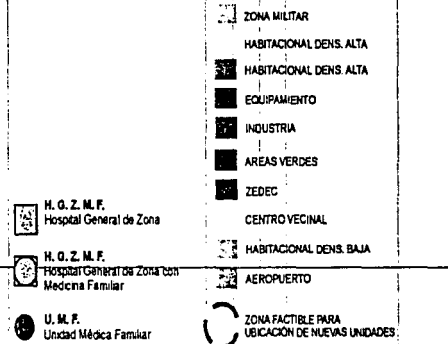 ZONA MILITAR
HABITACIONAL DENS. ALTA
HABITACIONAL DENS. ALTA
EQUIPAMIENTO
INDUSTRIA
AREAS VERDES
ZEDEC
CENTRO VECINAL
HABITACIONAL DENS. BAJA
AEROPUERTO
ZONA FACTIBLE PARA
UBICACIÓN DE NUEVAS UNIDADES
H. G. Z. M. F.
Hospital General de Zona
H. G. Z. M. F.
Hospital General de Zona con
Medicina Familiar
U. M. F.
Unidad Médica Familiar